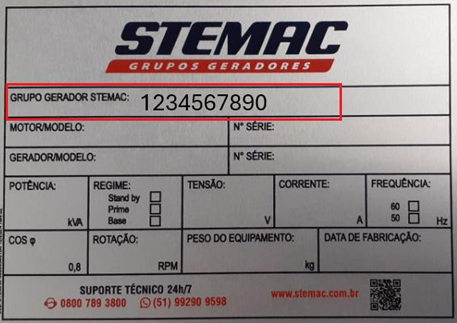 STEMAC
GRUPOS GERADORES
GRUPO GERADOR STEMAC: 1234567890
MOTOR/MODELO: N° SÉRIE:
GERADOR/MODELO: N° SÉRIE:
POTÊNCIA: REGIME: TENSÃO: CORRENTE: FREQUÊNCIA:
Stand by
Prime 60
kVA Base V A 50 Hz
COS φ ROTAÇÃO: PESO DO EQUIPAMENTO: DATA DE FABRICAÇÃO:
0,8 RPM kg
SUPORTE TÉCNICO 24h/7 www.stemac.com.br
0800 789 3800 (51) 99290 9598